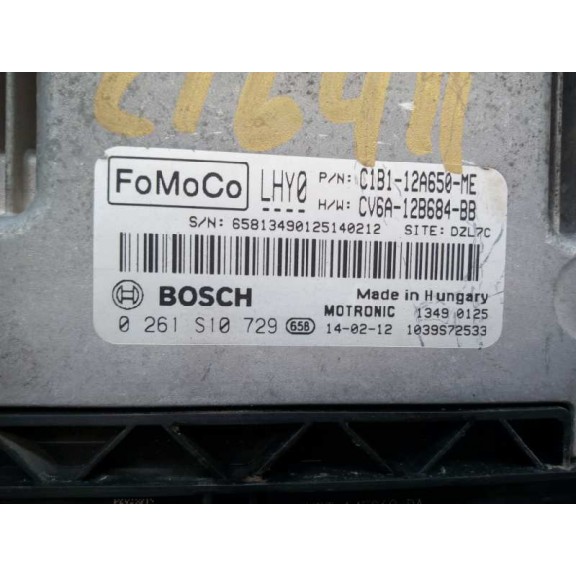 FoMoCo LHY0 P/N: C1B1-12A650-ME
H/W: CV6A-12B684-BB
S/N: 65813490125140212 SITE: DZL7C
BOSCH Made in Hungary
MOTRONIC 1349 0125
0 261 S10 729 658 14-02-12 1039S72533